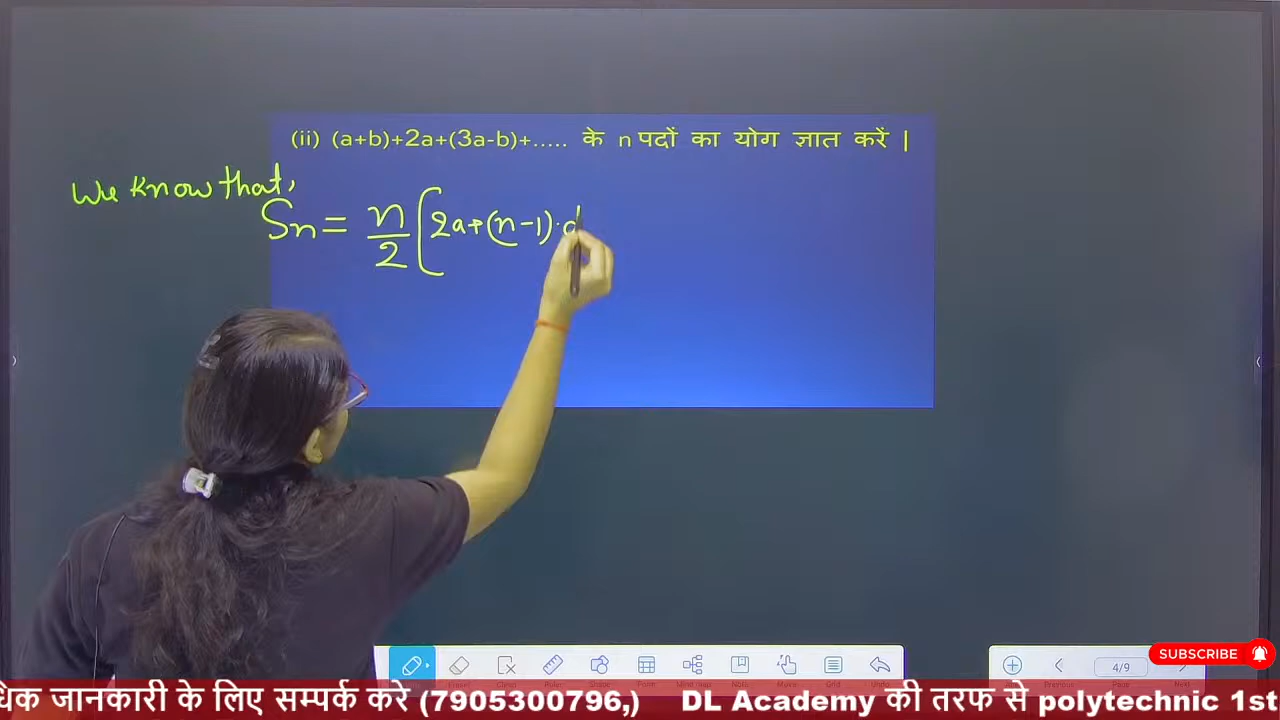 (ii) (a+b)+2a+(3a-b)+..... के n पदों का योग ज्ञात करें |
We know that,
Sn = n/2 [2a+(n-1).d
4/9
SUBSCRIBE
धिक जानकारी के लिए सम्पर्क करे (7905300796,) DL Academy की तरफ से polytechnic 1st